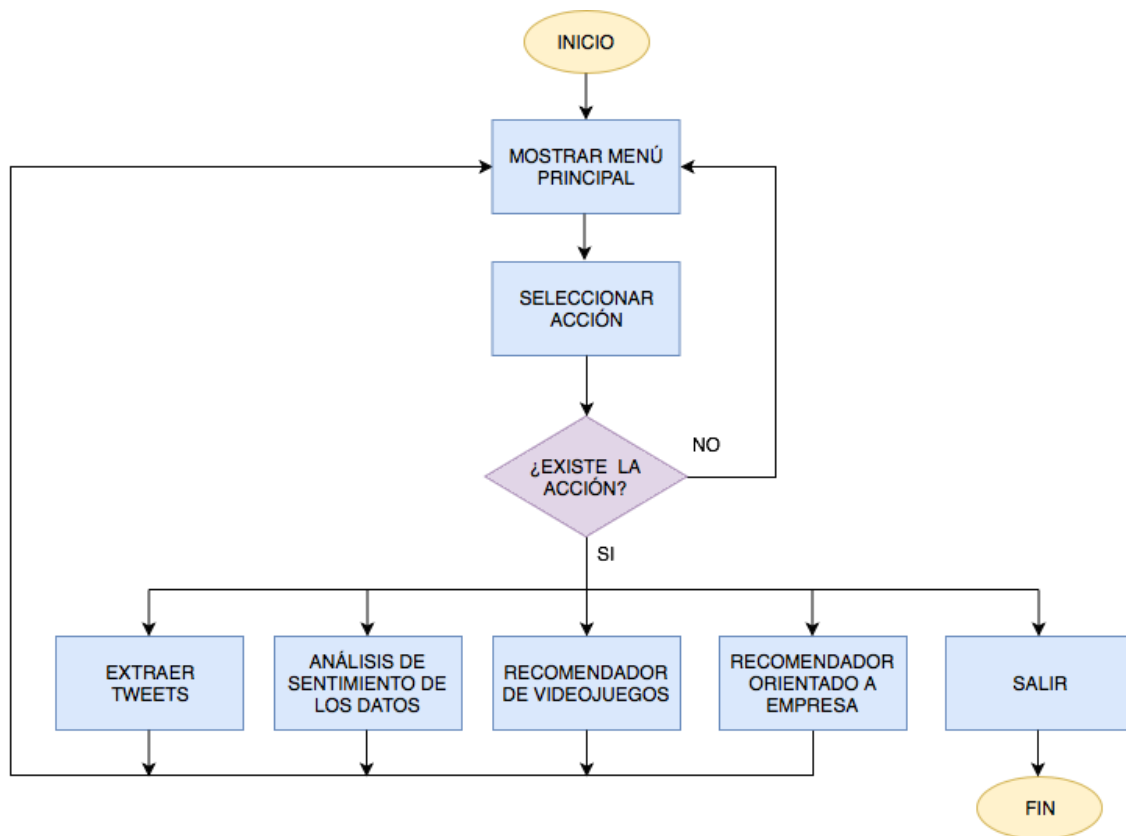 INICIO
MOSTRAR MENÚ
PRINCIPAL
SELECCIONAR
ACCIÓN
¿EXISTE LA
ACCIÓN?
NO
SI
EXTRAER
TWEETS
ANÁLISIS DE
SENTIMIENTO DE
LOS DATOS
RECOMENDADOR
DE VIDEOJUEGOS
RECOMENDADOR
ORIENTADO A
EMPRESA
SALIR
FIN